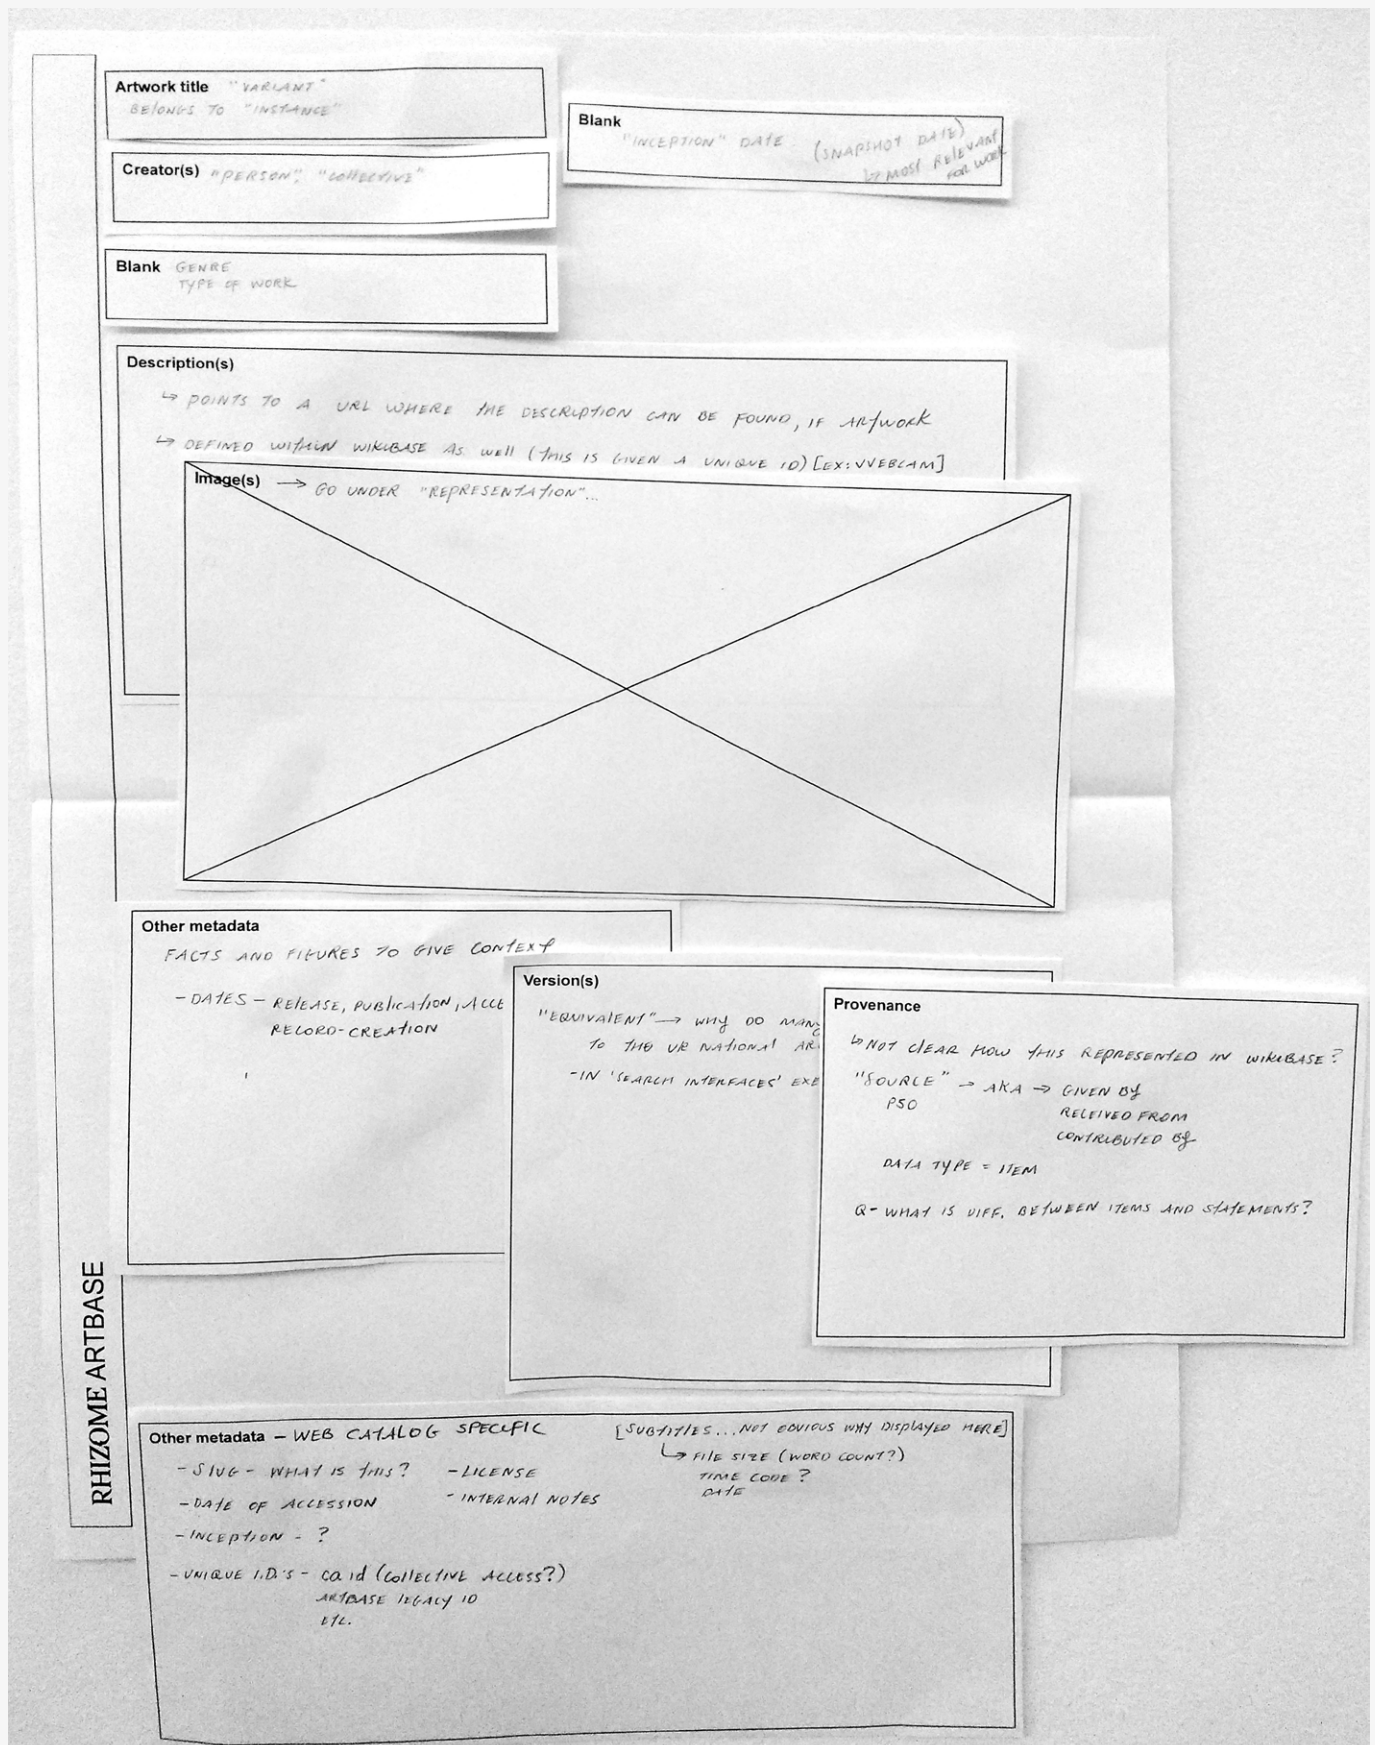 Artwork title "VARIANT"
BELONGS TO "INSTANCE"
Blank
"INCEPTION" DATE (SNAPSHOT DATE)
↳ MOST RELEVANT
FOR WORK
Creator(s) "PERSON", "COLLECTIVE"
Blank GENRE
TYPE OF WORK
Description(s)
↳ POINTS TO A URL WHERE THE DESCRIPTION CAN BE FOUND, IF ARTWORK
↳ DEFINED WITHIN WIKIBASE AS WELL (THIS IS GIVEN A UNIQUE ID) [EX: VVEBCAM]
Image(s) → GO UNDER "REPRESENTATION"...
Other metadata
FACTS AND FIGURES TO GIVE CONTEXT
- DATES - RELEASE, PUBLICATION, ACCE
RECORD-CREATION
Version(s)
"EQUIVALENT" → WHY DO MANY
TO THE UK NATIONAL AR
- IN 'SEARCH INTERFACES' EXE
Provenance
↳ NOT CLEAR HOW THIS REPRESENTED IN WIKIBASE?
"SOURCE" → AKA → GIVEN BY
P50
RECEIVED FROM
CONTRIBUTED BY
DATA TYPE = ITEM
Q- WHAT IS DIFF. BETWEEN ITEMS AND STATEMENTS?
RHIZOME ARTBASE
Other metadata - WEB CATALOG SPECIFIC
- SLUG - WHAT IS THIS?
- DATE OF ACCESSION
- INCEPTION - ?
- UNIQUE I.D.'S - ca id (COLLECTIVE ACCESS?)
ARTBASE LEGACY ID
ETC.
- LICENSE
- INTERNAL NOTES
[SUBTITLES... NOT OBVIOUS WHY DISPLAYED HERE]
↳ FILE SIZE (WORD COUNT?)
TIME CODE ?
DATE